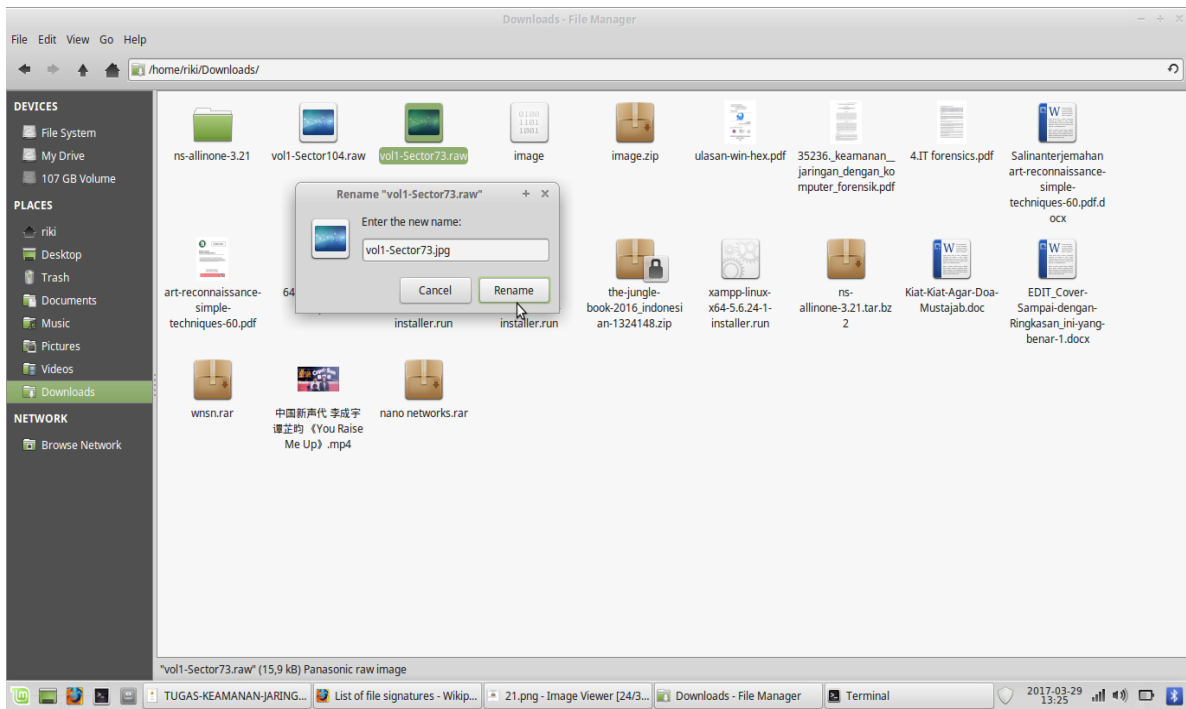 Downloads - File Manager
File Edit View Go Help
/home/riki/Downloads/
DEVICES
File System
My Drive
107 GB Volume
PLACES
riki
Desktop
Trash
Documents
Music
Pictures
Videos
Downloads
NETWORK
Browse Network
ns-allinone-3.21
vol1-Sector104.raw
vol1-Sector73.raw
image
image.zip
ulasan-win-hex.pdf
35236._keamanan__
jaringan_dengan_ko
mputer_forensik.pdf
4.IT forensics.pdf
Salinanterjemahan
art-reconnaissance-
simple-
techniques-60.pdf.d
ocx
Rename "vol1-Sector73.raw"
Enter the new name:
vol1-Sector73.jpg
Cancel
Rename
art-reconnaissance-
simple-
techniques-60.pdf
64
installer.run
installer.run
the-jungle-
book-2016_indonesi
an-1324148.zip
xampp-linux-
x64-5.6.24-1-
installer.run
ns-
allinone-3.21.tar.bz
2
Kiat-Kiat-Agar-Doa-
Mustajab.doc
EDIT_Cover-
Sampai-dengan-
Ringkasan_ini-yang-
benar-1.docx
wnsn.rar
中国新声代 李成宇
谭芷昀 《You Raise
Me Up》.mp4
nano networks.rar
"vol1-Sector73.raw" (15,9 kB) Panasonic raw image
TUGAS-KEAMANAN-JARING...
List of file signatures - Wikip...
21.png - Image Viewer [24/3...
Downloads - File Manager
Terminal
2017-03-29
13:25